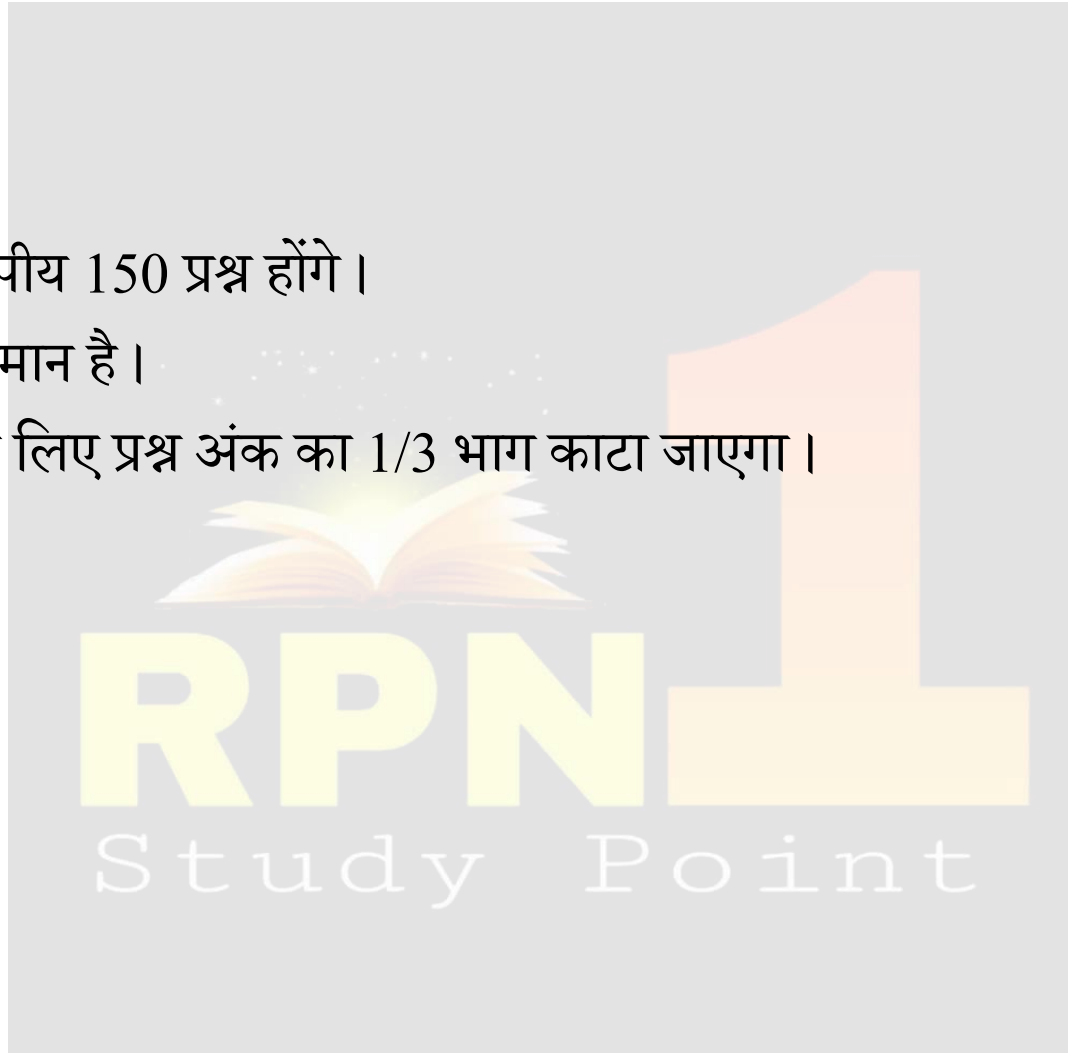 पीय 150 प्रश्न होंगे।
मान है।
लिए प्रश्न अंक का 1/3 भाग काटा जाएगा।
RPN1
Study Point